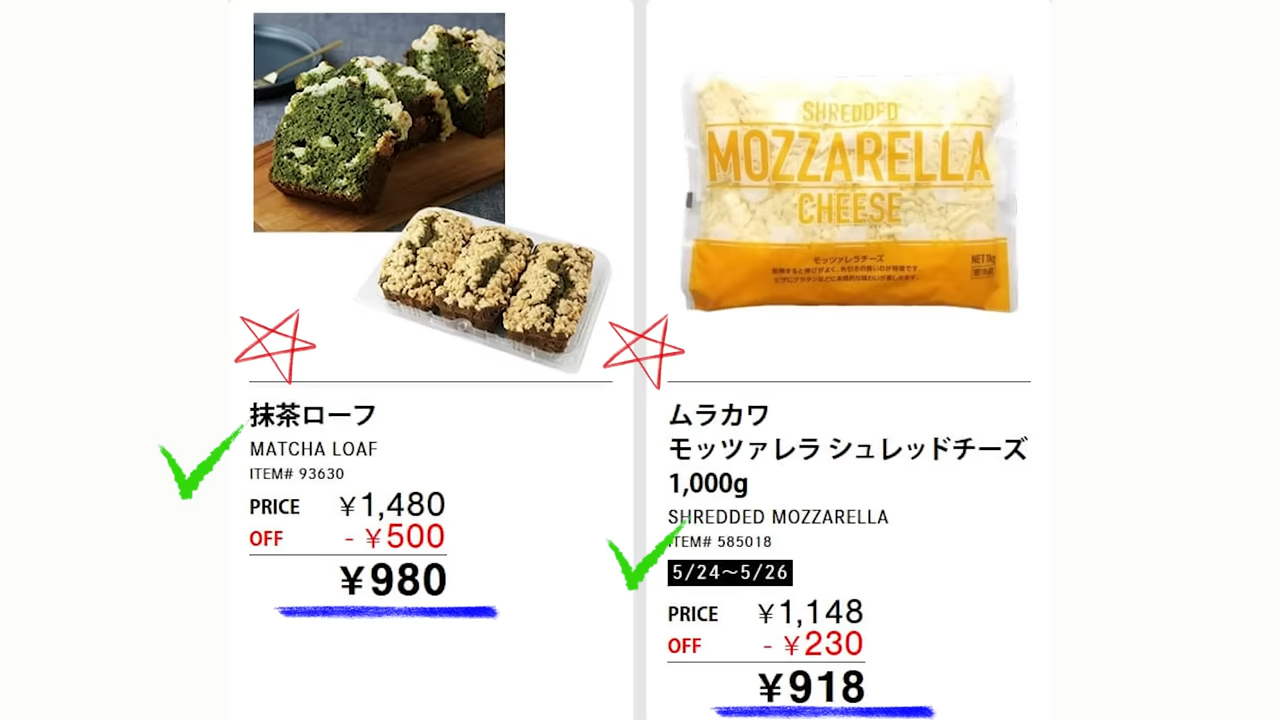 抹茶ローフ
MATCHA LOAF
ITEM# 93630
PRICE ¥1,480
OFF - ¥500
¥980
SHREDDED
MOZZARELLA
CHEESE
モッツァレラチーズ
NET 1kg
ムラカワ
モッツァレラ シュレッドチーズ
1,000g
SHREDDED MOZZARELLA
ITEM# 585018
5/24～5/26
PRICE ¥1,148
OFF - ¥230
¥918